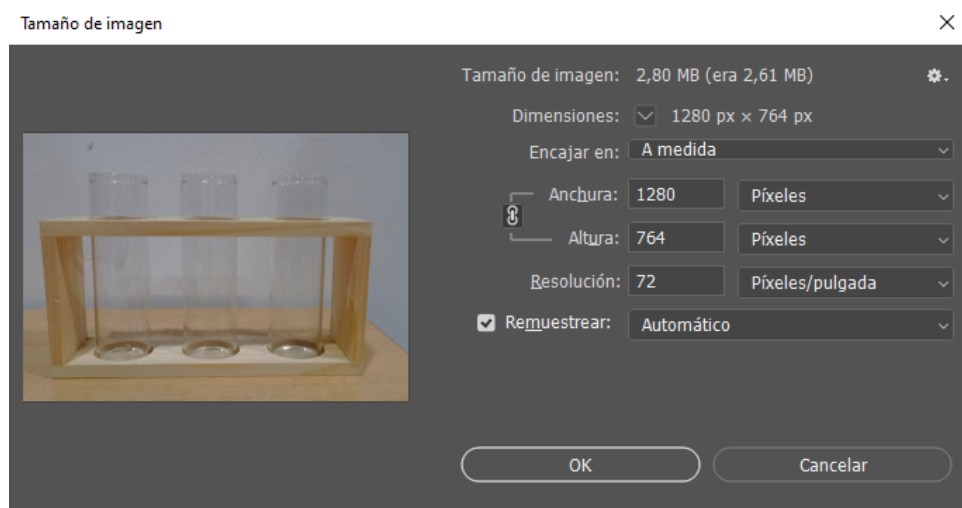 Tamaño de imagen
Tamaño de imagen: 2,80 MB (era 2,61 MB)
Dimensiones: 1280 px × 764 px
Encajar en: A medida
Anchura: 1280 Píxeles
Altura: 764 Píxeles
Resolución: 72 Píxeles/pulgada
Remuestrear: Automático
OK Cancelar